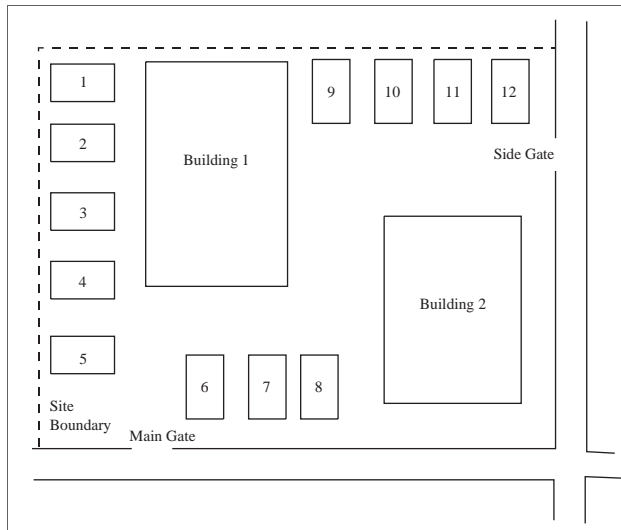 1
9
10
11
12
2
Building 1
Side Gate
3
4
Building 2
5
6
7
8
Site
Boundary
Main Gate